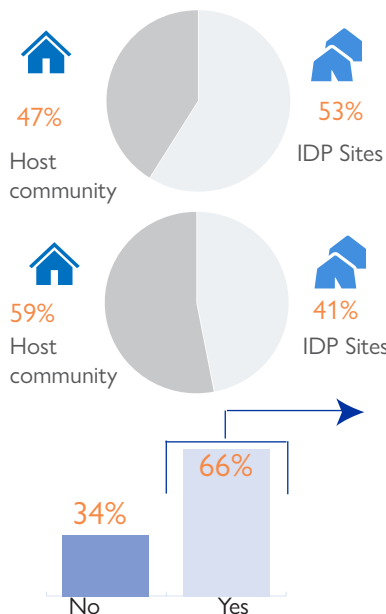 47%
Host
community
53%
IDP Sites
59%
Host
community
41%
IDP Sites
34%
66%
No
Yes